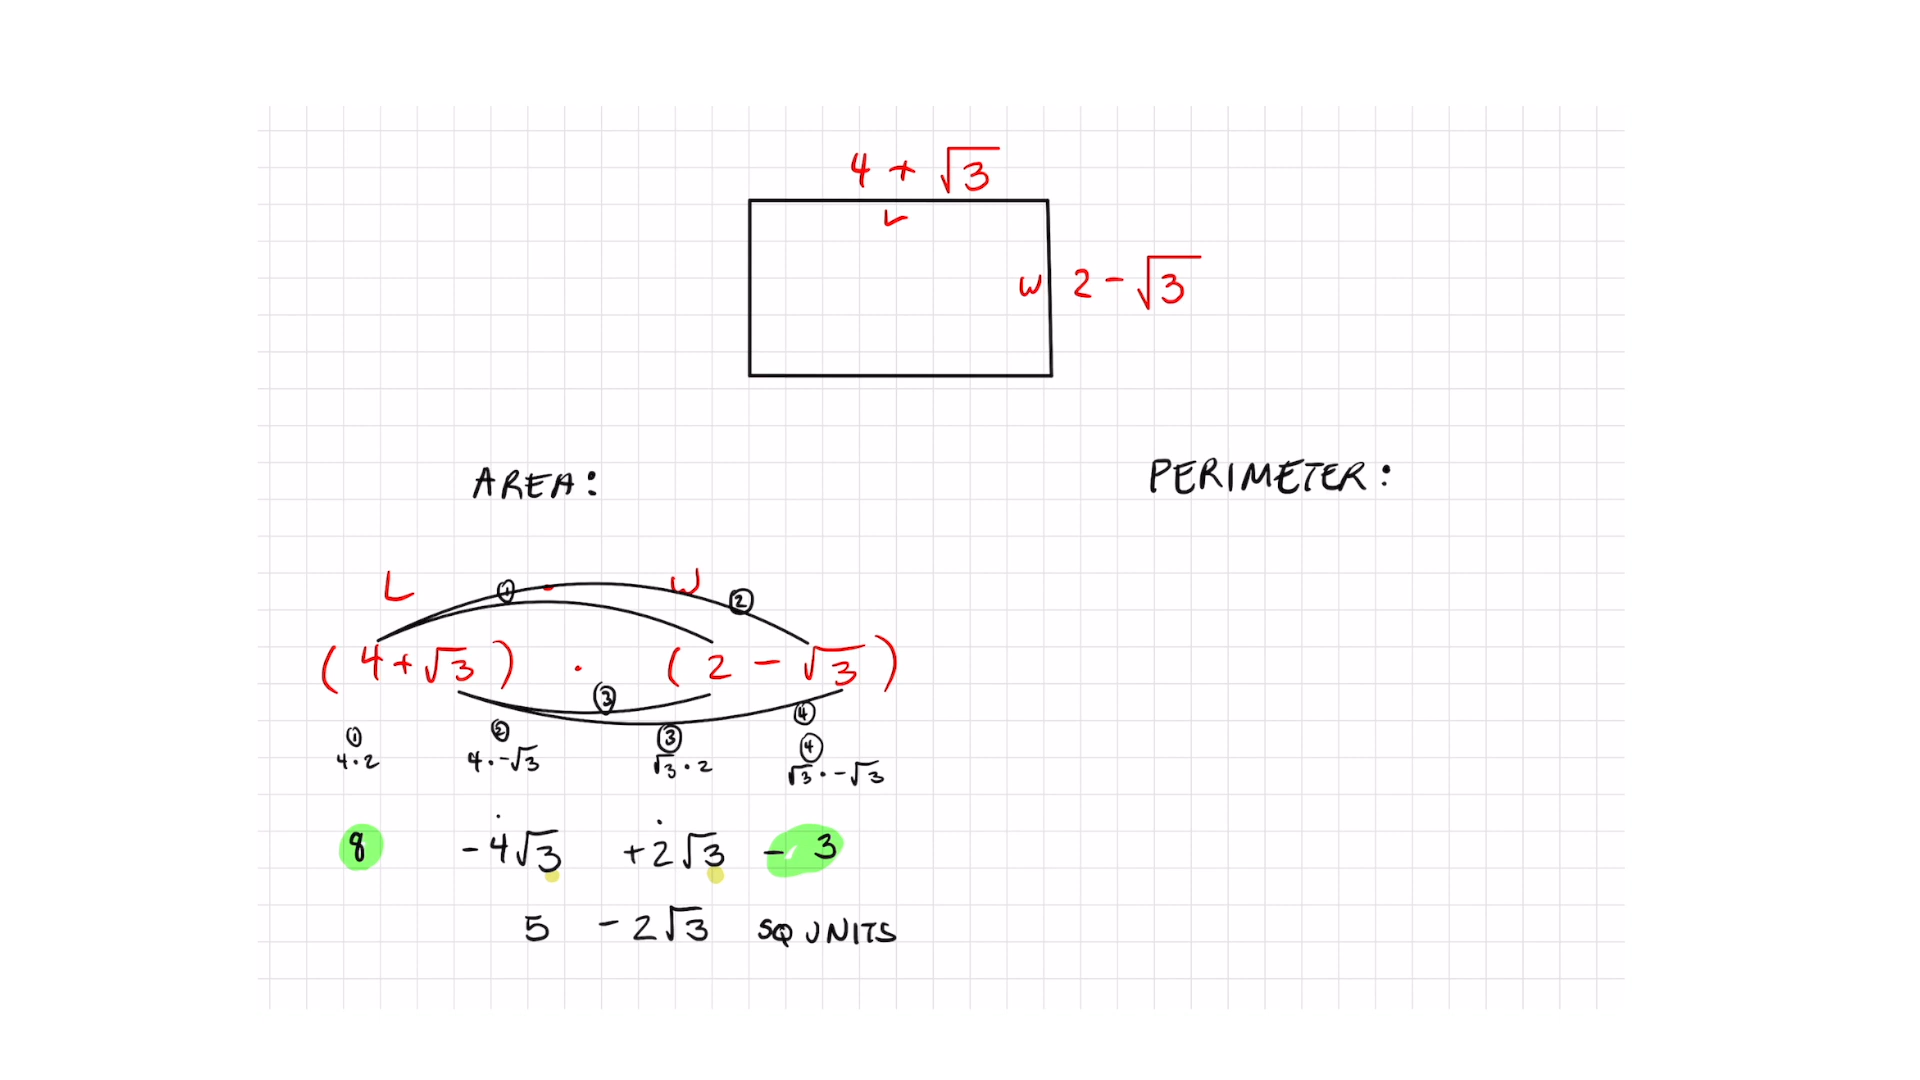 4 + √3
L
W 2 - √3
AREA:
PERIMETER:
L · W
① ②
(4+√3) · (2 - √3)
③ ④
① ② ③ ④
4·2 4·-√3 √3·2 √3·-√3
8 -4√3 +2√3 - 3
5 -2√3 SQ UNITS